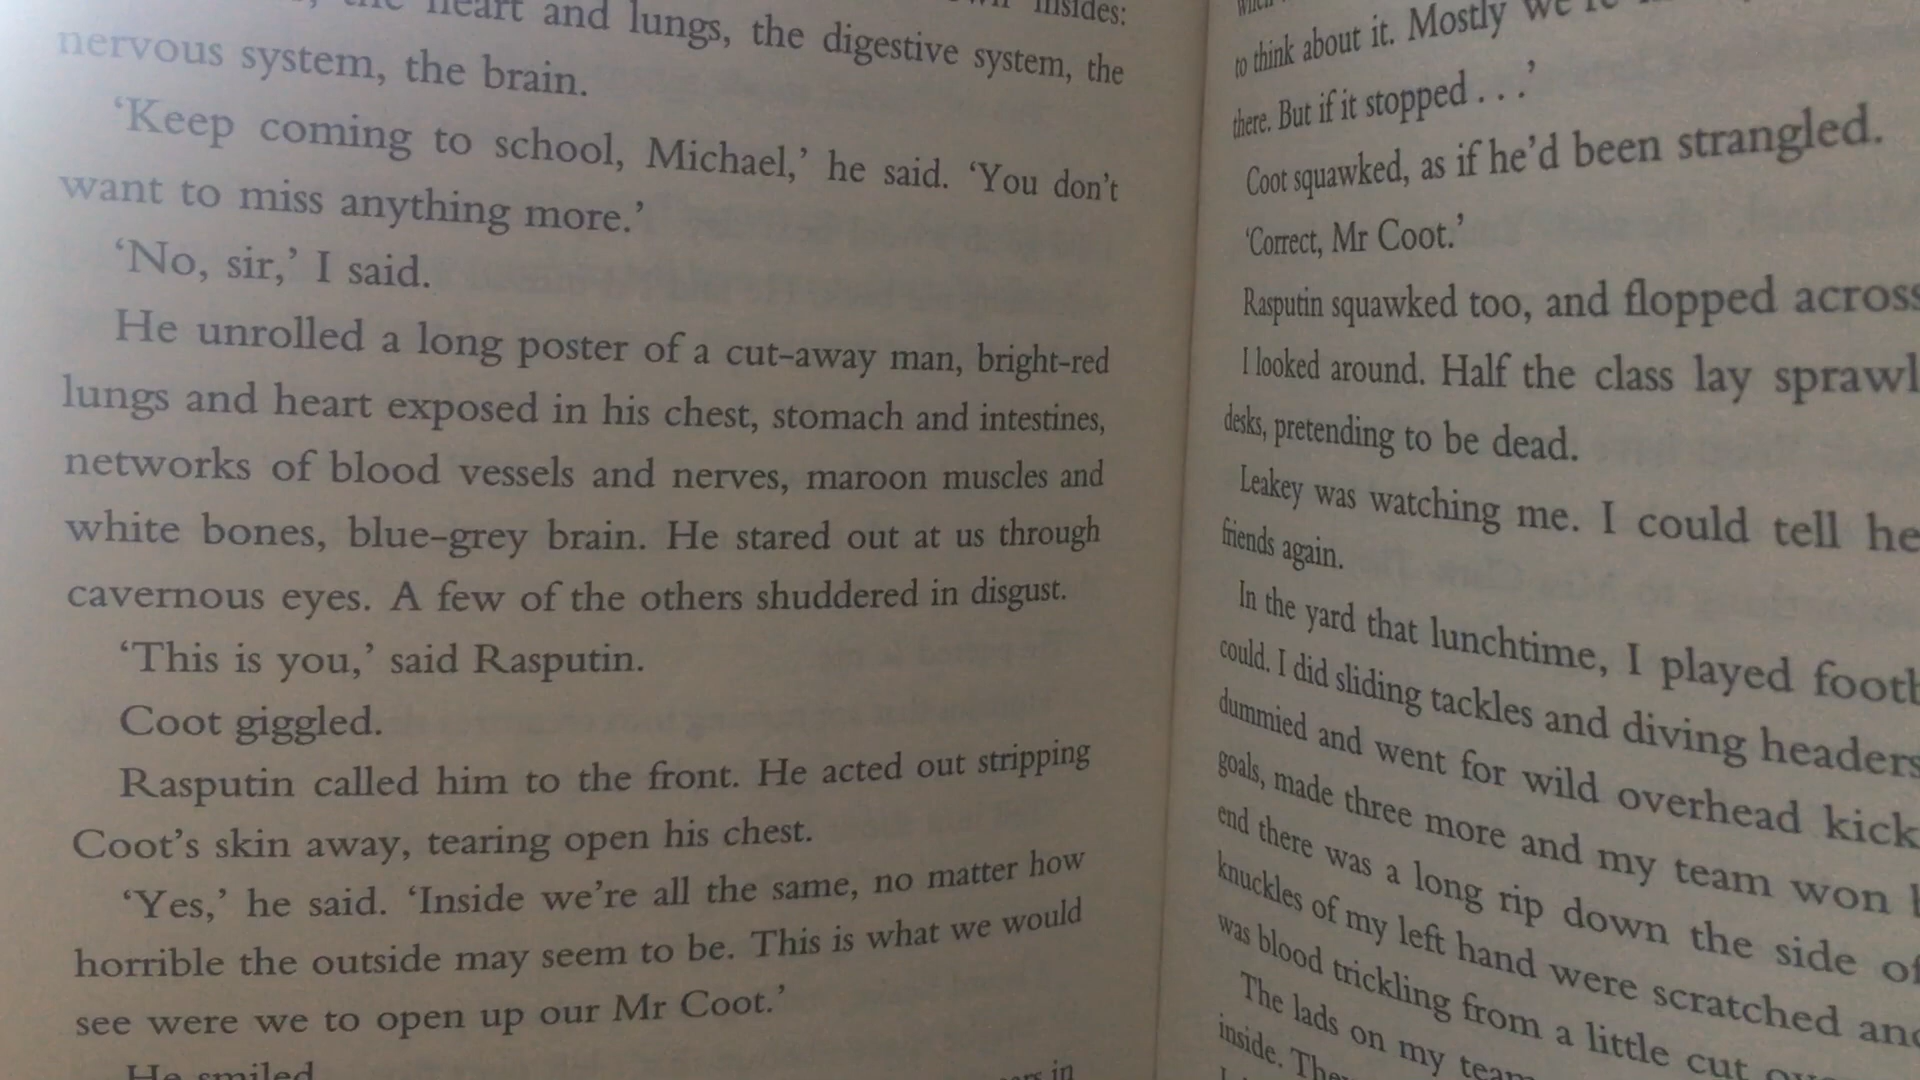 heart and lungs, the digestive system, the
nervous system, the brain.
‘Keep coming to school, Michael,’ he said. ‘You don’t
want to miss anything more.’
‘No, sir,’ I said.
He unrolled a long poster of a cut-away man, bright-red
lungs and heart exposed in his chest, stomach and intestines,
networks of blood vessels and nerves, maroon muscles and
white bones, blue-grey brain. He stared out at us through
cavernous eyes. A few of the others shuddered in disgust.
‘This is you,’ said Rasputin.
Coot giggled.
Rasputin called him to the front. He acted out stripping
Coot’s skin away, tearing open his chest.
‘Yes,’ he said. ‘Inside we’re all the same, no matter how
horrible the outside may seem to be. This is what we would
see were we to open up our Mr Coot.’
He smiled
to think about it. Mostly we’re
there. But if it stopped . . .’
Coot squawked, as if he’d been strangled.
‘Correct, Mr Coot.’
Rasputin squawked too, and flopped across
I looked around. Half the class lay sprawl
desks, pretending to be dead.
Leakey was watching me. I could tell he
friends again.
In the yard that lunchtime, I played footb
could. I did sliding tackles and diving headers
dummied and went for wild overhead kick
goals, made three more and my team won
end there was a long rip down the side of
knuckles of my left hand were scratched and
was blood trickling from a little cut
The lads on my team
inside. They